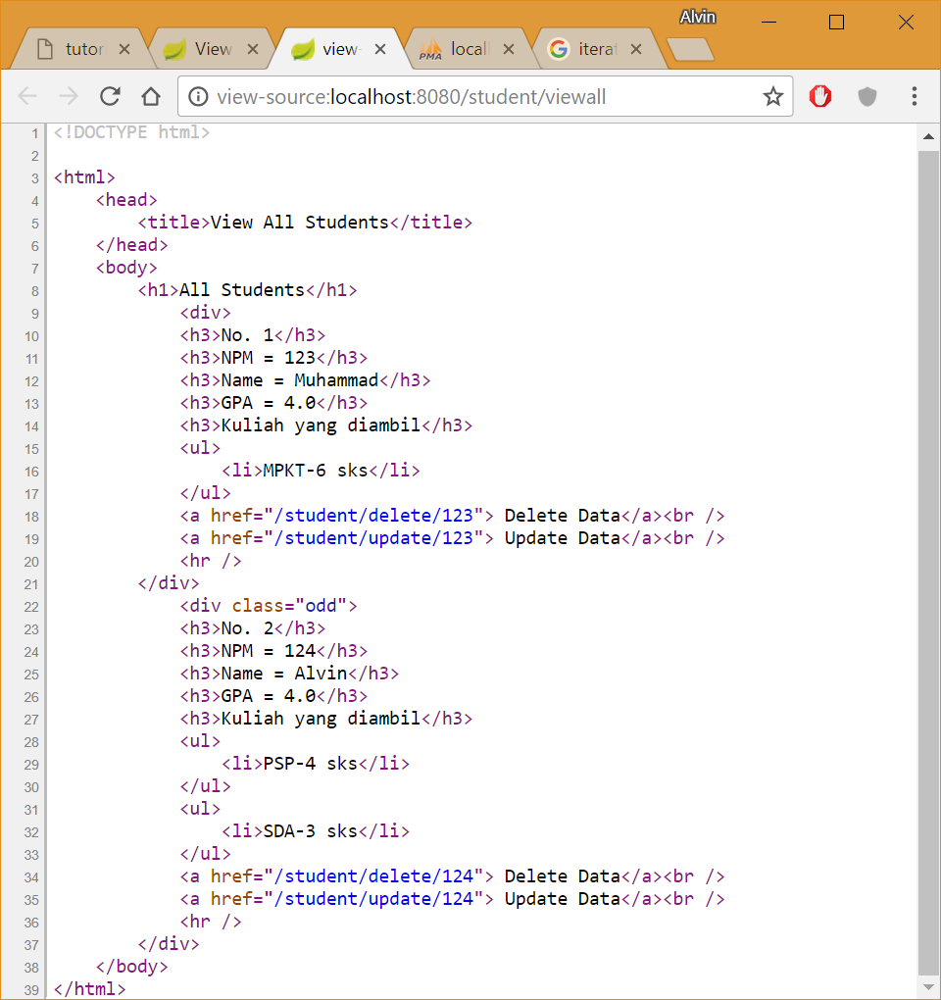 Alvin
tutor View view- PMA locall iterat
view-source:localhost:8080/student/viewall
1 <!DOCTYPE html>
2
3 <html>
4     <head>
5         <title>View All Students</title>
6     </head>
7     <body>
8         <h1>All Students</h1>
9             <div>
10             <h3>No. 1</h3>
11             <h3>NPM = 123</h3>
12             <h3>Name = Muhammad</h3>
13             <h3>GPA = 4.0</h3>
14             <h3>Kuliah yang diambil</h3>
15             <ul>
16                 <li>MPKT-6 sks</li>
17             </ul>
18             <a href="/student/delete/123"> Delete Data</a><br />
19             <a href="/student/update/123"> Update Data</a><br />
20             <hr />
21         </div>
22             <div class="odd">
23             <h3>No. 2</h3>
24             <h3>NPM = 124</h3>
25             <h3>Name = Alvin</h3>
26             <h3>GPA = 4.0</h3>
27             <h3>Kuliah yang diambil</h3>
28             <ul>
29                 <li>PSP-4 sks</li>
30             </ul>
31             <ul>
32                 <li>SDA-3 sks</li>
33             </ul>
34             <a href="/student/delete/124"> Delete Data</a><br />
35             <a href="/student/update/124"> Update Data</a><br />
36             <hr />
37         </div>
38     </body>
39 </html>